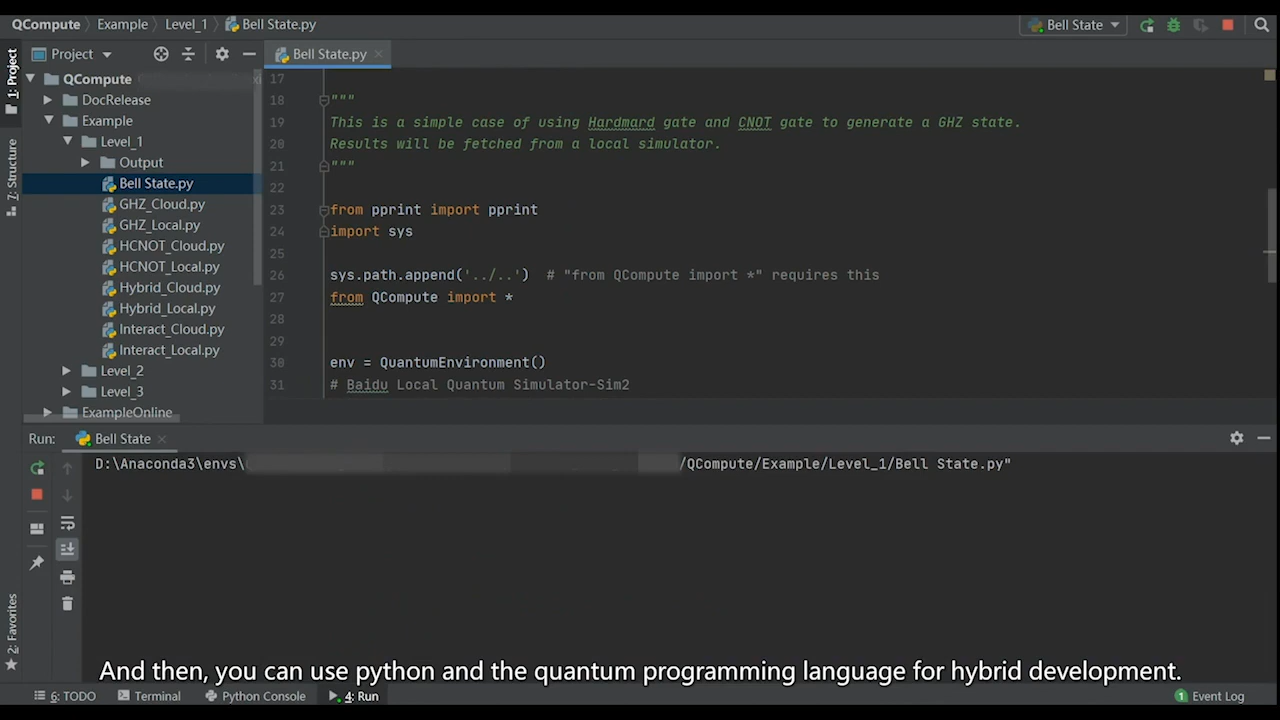 QCompute Example Level_1 Bell State.py Bell State
1: Project
Project
Bell State.py
QCompute
DocRelease
Example
Level_1
Output
Bell State.py
GHZ_Cloud.py
GHZ_Local.py
HCNOT_Cloud.py
HCNOT_Local.py
Hybrid_Cloud.py
Hybrid_Local.py
Interact_Cloud.py
Interact_Local.py
Level_2
Level_3
ExampleOnline
7: Structure
17
18 """
19 This is a simple case of using Hardmard gate and CNOT gate to generate a GHZ state.
20 Results will be fetched from a local simulator.
21 """
22
23 from pprint import pprint
24 import sys
25
26 sys.path.append('../..') # "from QCompute import *" requires this
27 from QCompute import *
28
29
30 env = QuantumEnvironment()
31 # Baidu Local Quantum Simulator-Sim2
Run: Bell State
D:\Anaconda3\envs\ /QCompute/Example/Level_1/Bell State.py"
2: Favorites
And then, you can use python and the quantum programming language for hybrid development.
6: TODO Terminal Python Console 4: Run 1 Event Log